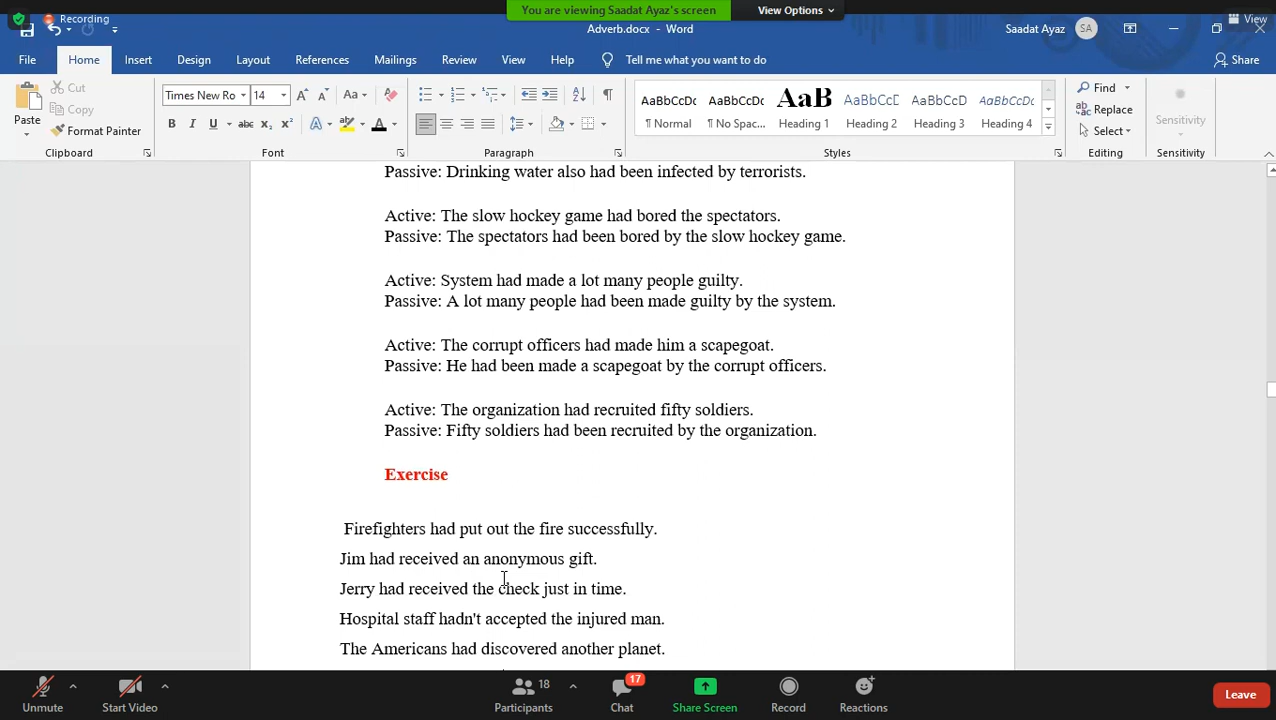 Recording
You are viewing Saadat Ayaz's screen
View Options
View
Adverb.docx - Word
Saadat Ayaz
SA
File Home Insert Design Layout References Mailings Review View Help Tell me what you want to do Share
Paste
Cut
Copy
Format Painter
Clipboard
Times New Ro 14
Aa
B I U abc x₂ x²
A A
Font
Paragraph
AaBbCcDc AaBbCcDc AaB AaBbCcD AaBbCcDc AaBbCcDc
¶ Normal ¶ No Spac... Heading 1 Heading 2 Heading 3 Heading 4
Styles
Find
Replace
Select
Editing
Sensitivity
Sensitivity
Passive: Drinking water also had been infected by terrorists.
Active: The slow hockey game had bored the spectators.
Passive: The spectators had been bored by the slow hockey game.
Active: System had made a lot many people guilty.
Passive: A lot many people had been made guilty by the system.
Active: The corrupt officers had made him a scapegoat.
Passive: He had been made a scapegoat by the corrupt officers.
Active: The organization had recruited fifty soldiers.
Passive: Fifty soldiers had been recruited by the organization.
Exercise
Firefighters had put out the fire successfully.
Jim had received an anonymous gift.
Jerry had received the check just in time.
Hospital staff hadn't accepted the injured man.
The Americans had discovered another planet.
Unmute
Start Video
18
Participants
17
Chat
Share Screen
Record
Reactions
Leave